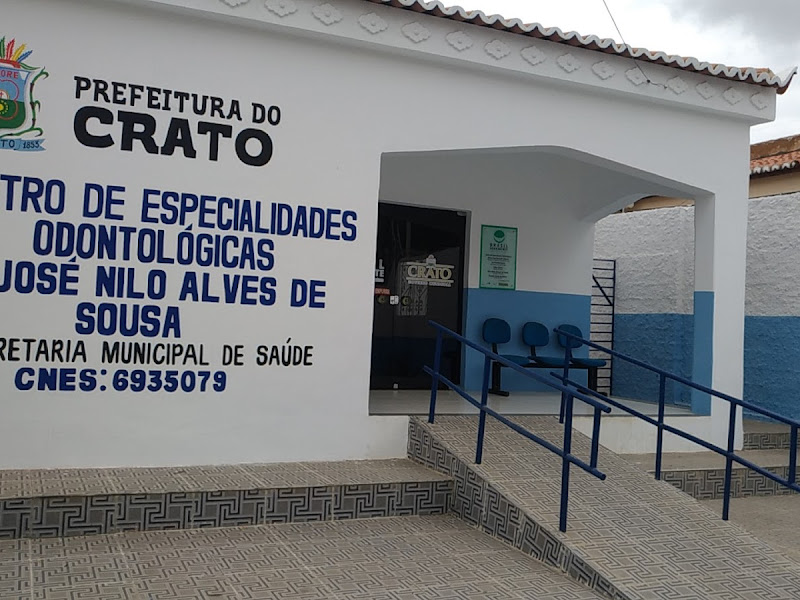 PREFEITURA DO
CRATO
TRO DE ESPECIALIDADES
ODONTOLÓGICAS
JOSÉ NILO ALVES DE
SOUSA
RETARIA MUNICIPAL DE SAÚDE
CNES: 6935079
CRATO
BRASIL